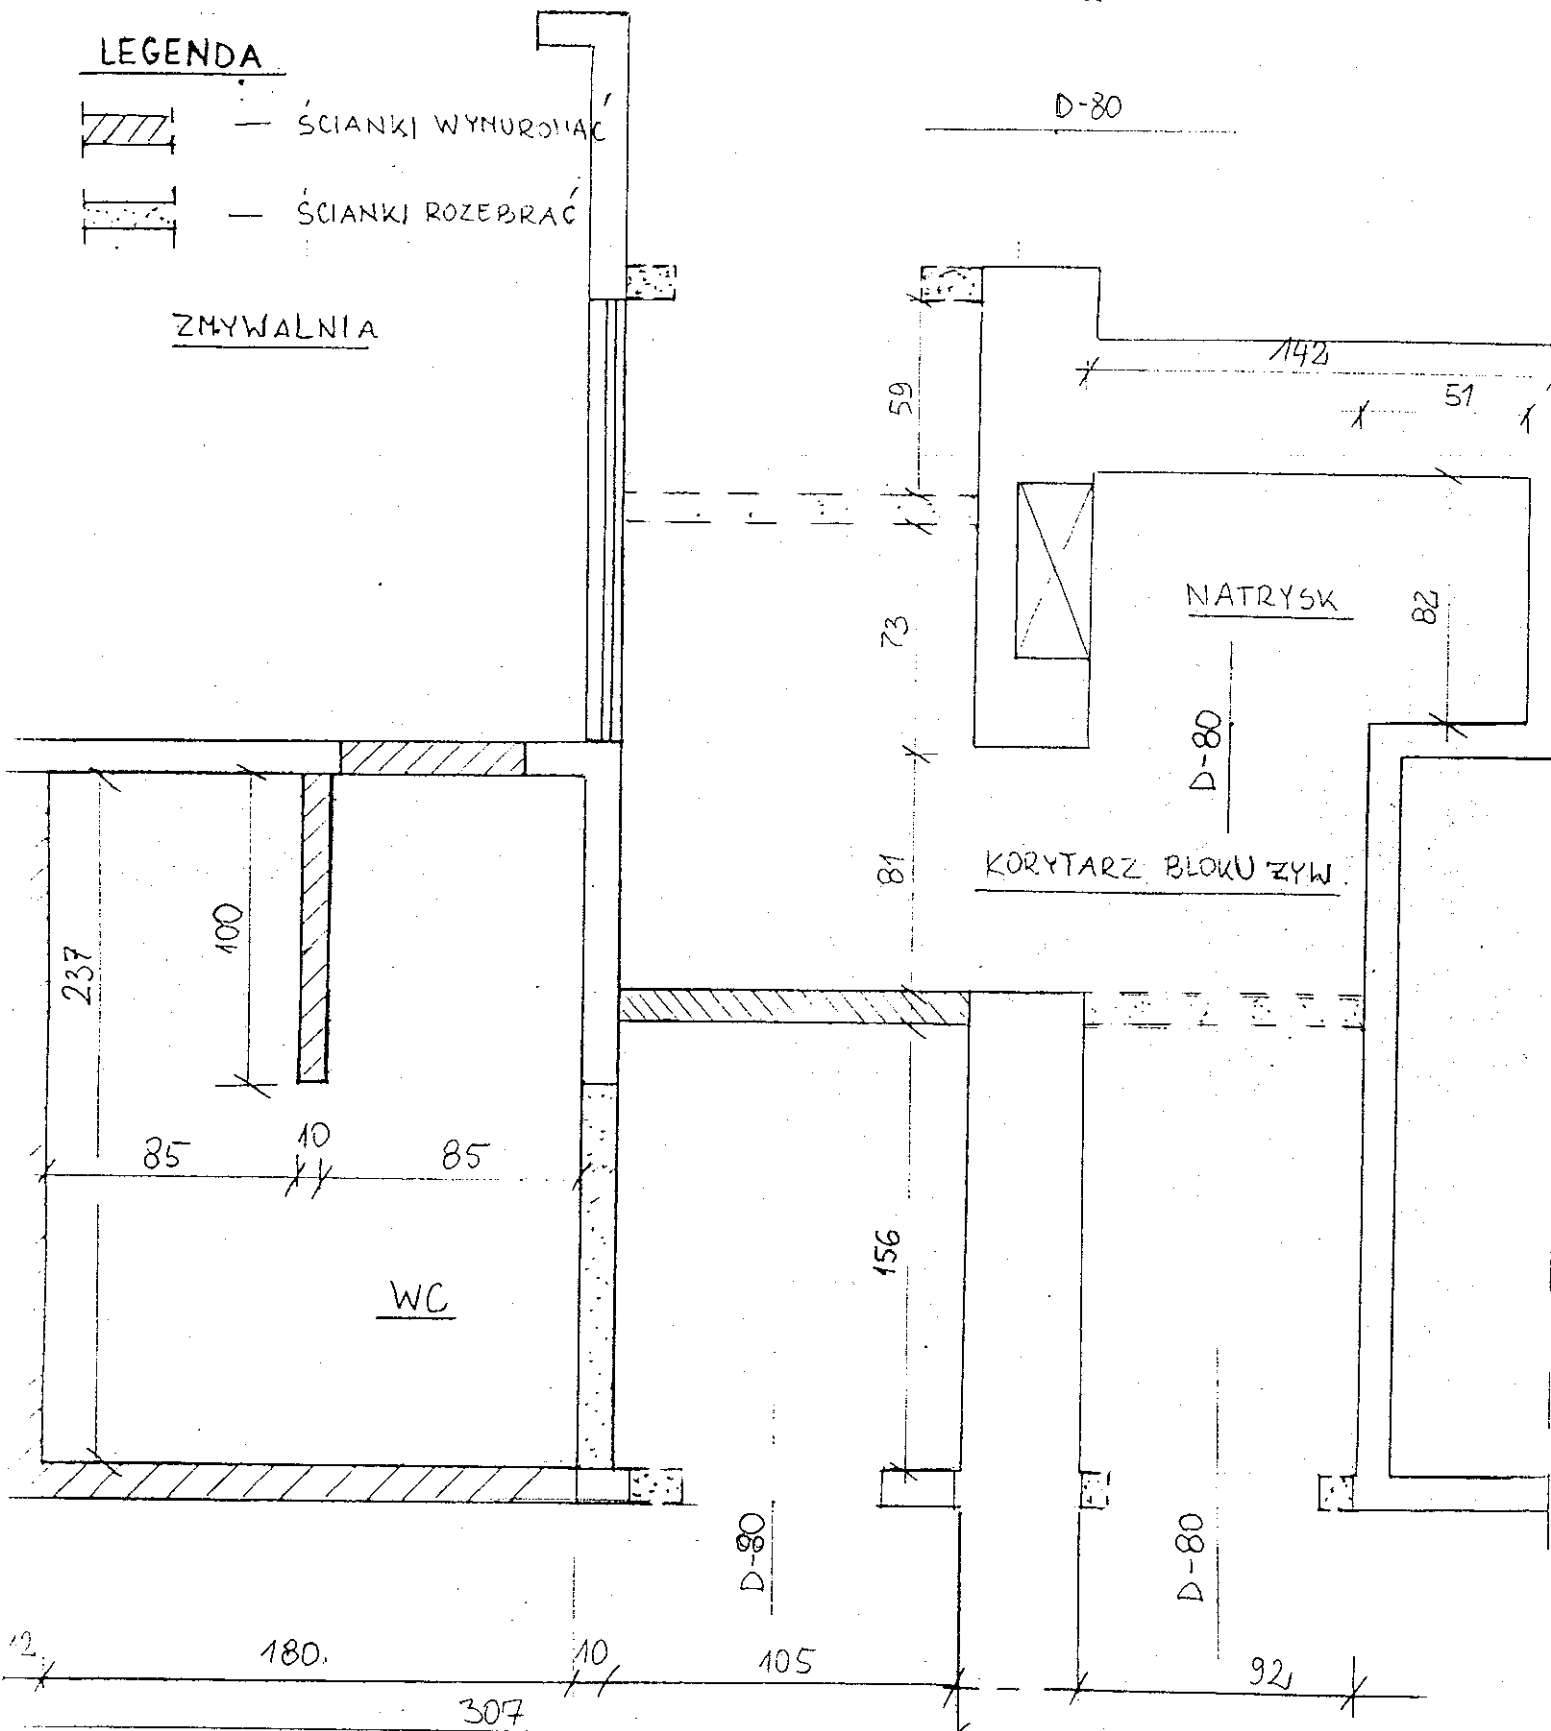 LEGENDA
— ŚCIANKI WYMUROWAĆ
— ŚCIANKI ROZEBRAĆ
D-80
ZMYWALNIA
142
51
59
NATRYSK
82
73
D-80
81
KORYTARZ BLOKU ŻYW.
100
237
85
10
85
156
WC
D-80
D-80
12
180
10
105
92
307